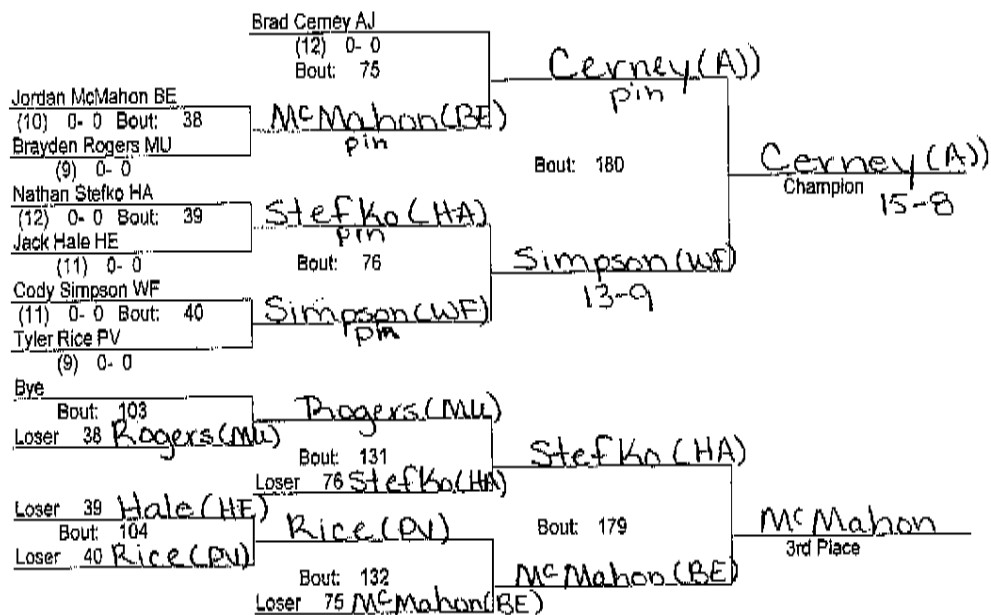 Brad Cerney AJ
(12) 0- 0
Bout: 75
Cerney (AJ)
pin
Jordan McMahon BE
(10) 0- 0 Bout: 38
McMahon (BE)
pin
Brayden Rogers MU
(9) 0- 0
Bout: 180
Cerney (AJ)
Champion
15-8
Nathan Stefko HA
(12) 0- 0 Bout: 39
Stefko (HA)
pin
Jack Hale HE
(11) 0- 0
Bout: 76
Simpson (WF)
13-9
Cody Simpson WF
(11) 0- 0 Bout: 40
Simpson (WF)
pin
Tyler Rice PV
(9) 0- 0
Bye
Bout: 103
Rogers (MU)
Loser 38 Rogers (MU)
Bout: 131
Stefko (HA)
Loser 76 Stefko (HA)
Loser 39 Hale (HE)
Bout: 104
Rice (PV)
Bout: 179
McMahon
3rd Place
Loser 40 Rice (PV)
Bout: 132
McMahon (BE)
Loser 75 McMahon (BE)